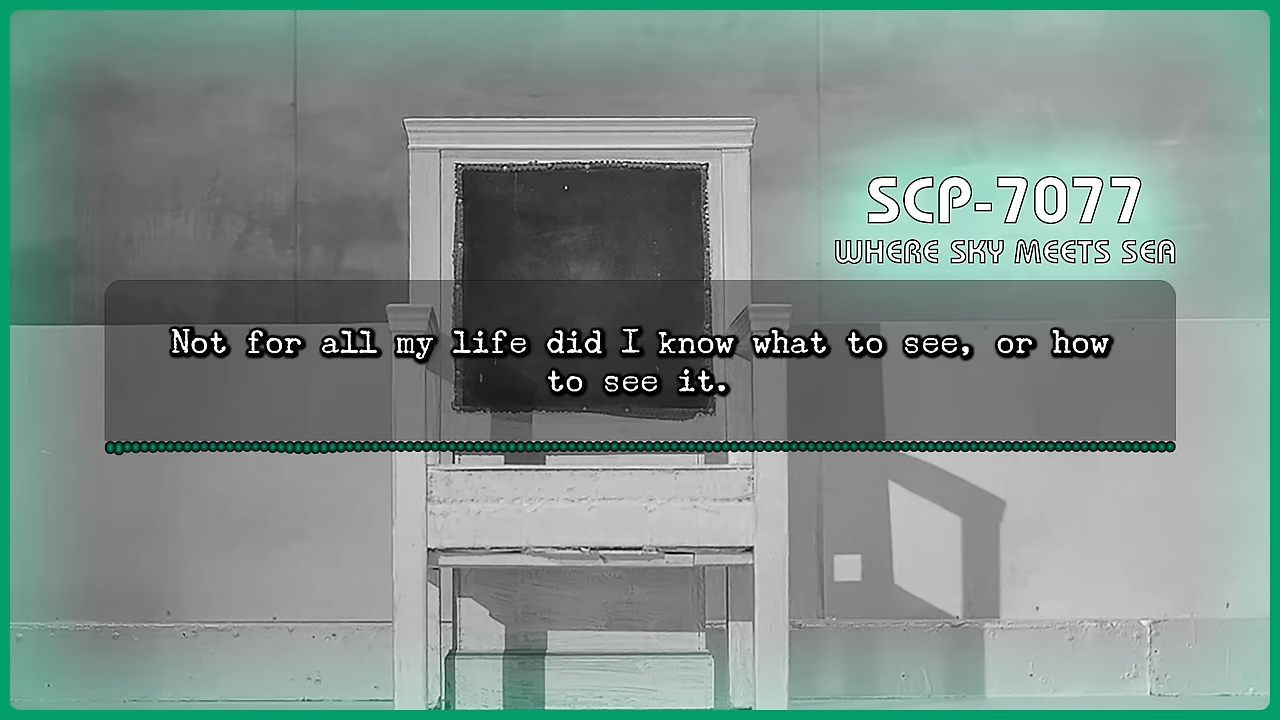 SCP-7077
WHERE SKY MEETS SEA
Not for all my life did I know what to see, or how
to see it.